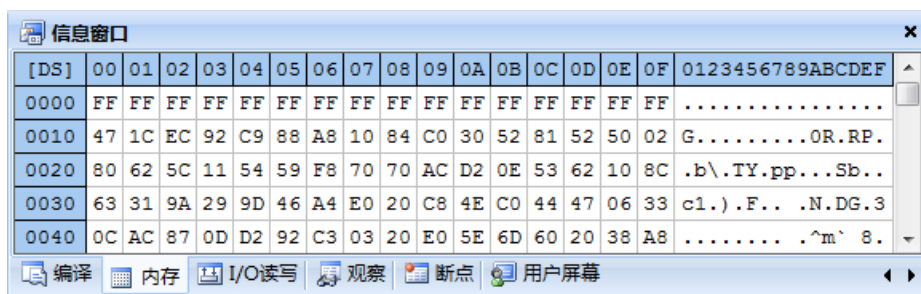 信息窗口
[DS] 00 01 02 03 04 05 06 07 08 09 0A 0B 0C 0D 0E 0F 0123456789ABCDEF
0000 FF FF FF FF FF FF FF FF FF FF FF FF FF FF FF FF ................
0010 47 1C EC 92 C9 88 A8 10 84 C0 30 52 81 52 50 02 G.........0R.RP.
0020 80 62 5C 11 54 59 F8 70 70 AC D2 0E 53 62 10 8C .b\.TY.pp...Sb..
0030 63 31 9A 29 9D 46 A4 E0 20 C8 4E C0 44 47 06 33 c1.).F.. .N.DG.3
0040 0C AC 87 0D D2 92 C3 03 20 E0 5E 6D 60 20 38 A8 ........ .^m` 8.
编译 内存 I/O读写 观察 断点 用户屏幕